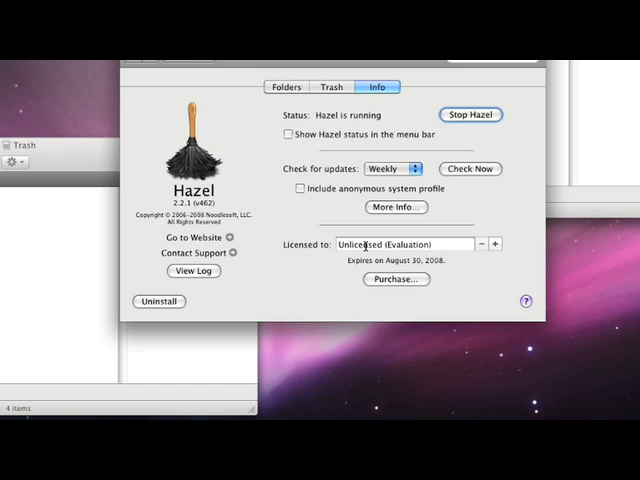 Folders Trash Info
Trash
Status: Hazel is running Stop Hazel
Show Hazel status in the menu bar
Check for updates: Weekly Check Now
Include anonymous system profile
More Info...
Hazel
2.2.1 (v462)
Copyright © 2006-2008 Noodlesoft, LLC.
All Rights Reserved
Go to Website
Contact Support
View Log
Licensed to: Unlicensed (Evaluation) − +
Expires on August 30, 2008.
Purchase...
Uninstall ?
4 items